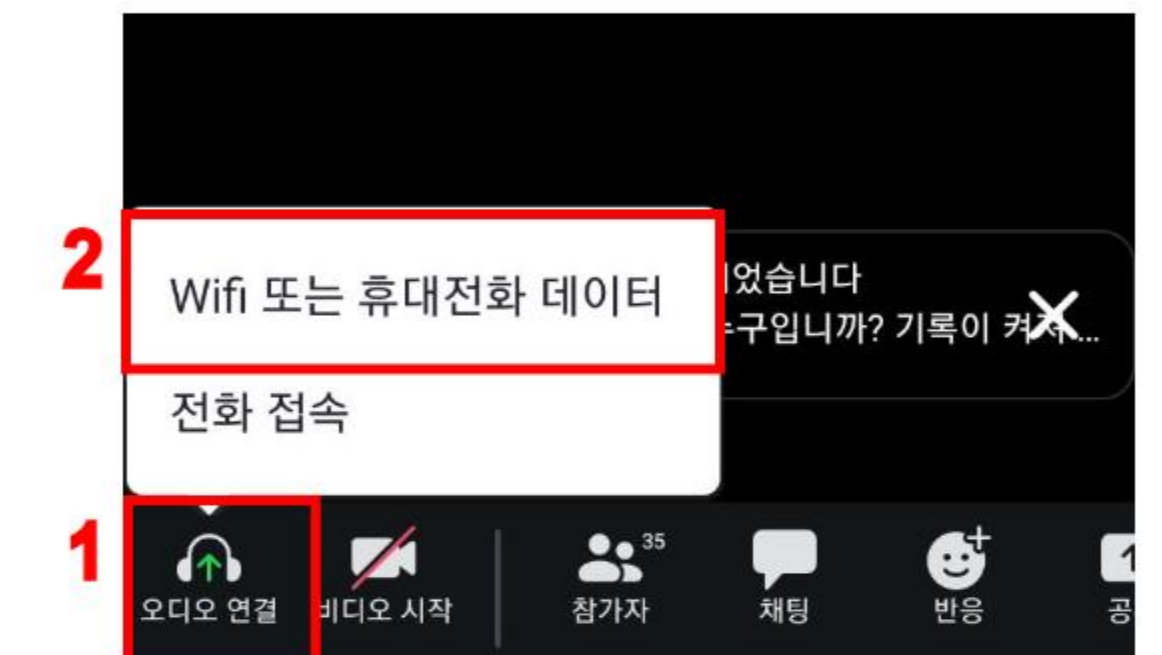 2
Wifi 또는 휴대전화 데이터
었습니다
구입니까? 기록이 켜져...
전화 접속
1
오디오 연결
비디오 시작
35
참가자
채팅
반응
공